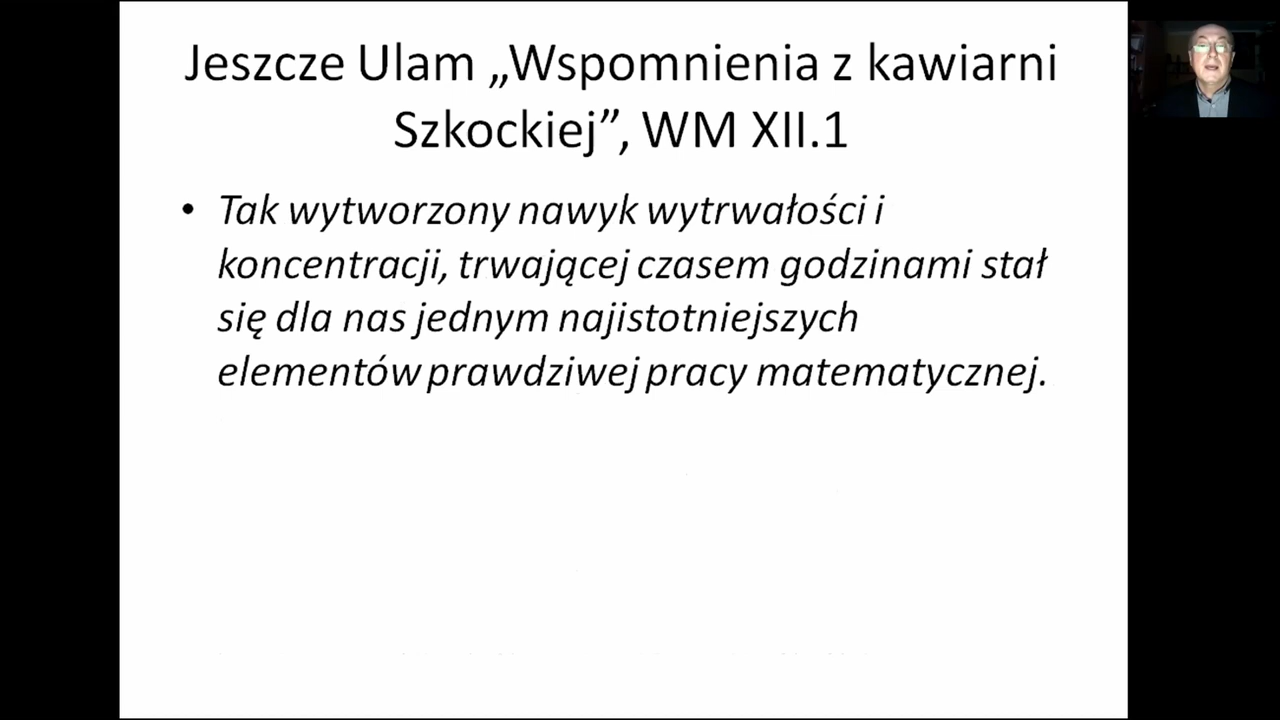 Jeszcze Ulam „Wspomnienia z kawiarni
Szkockiej”, WM XII.1
• Tak wytworzony nawyk wytrwałości i
koncentracji, trwającej czasem godzinami stał
się dla nas jednym najistotniejszych
elementów prawdziwej pracy matematycznej.